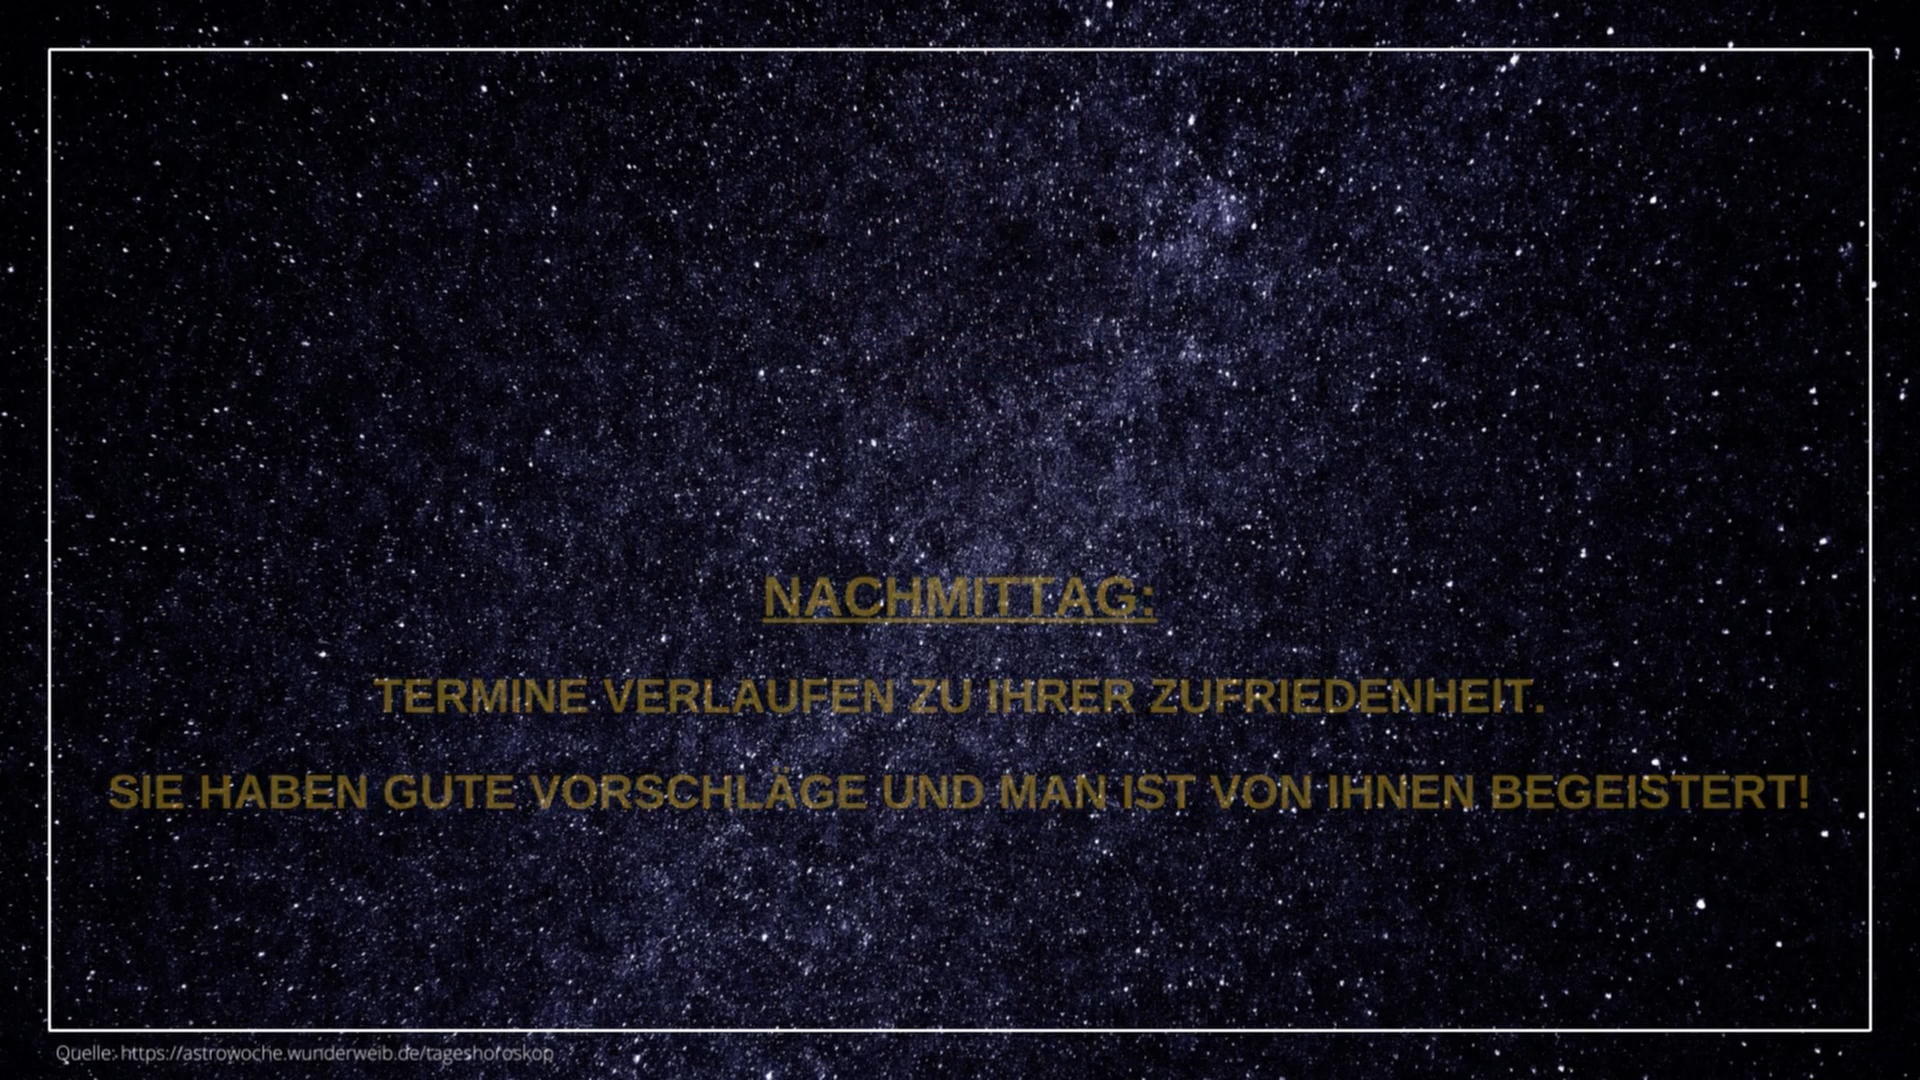 NACHMITTAG:
TERMINE VERLAUFEN ZU IHRER ZUFRIEDENHEIT.
SIE HABEN GUTE VORSCHLÄGE UND MAN IST VON IHNEN BEGEISTERT!
Quelle: https://astrowoche.wunderweib.de/tageshoroskop